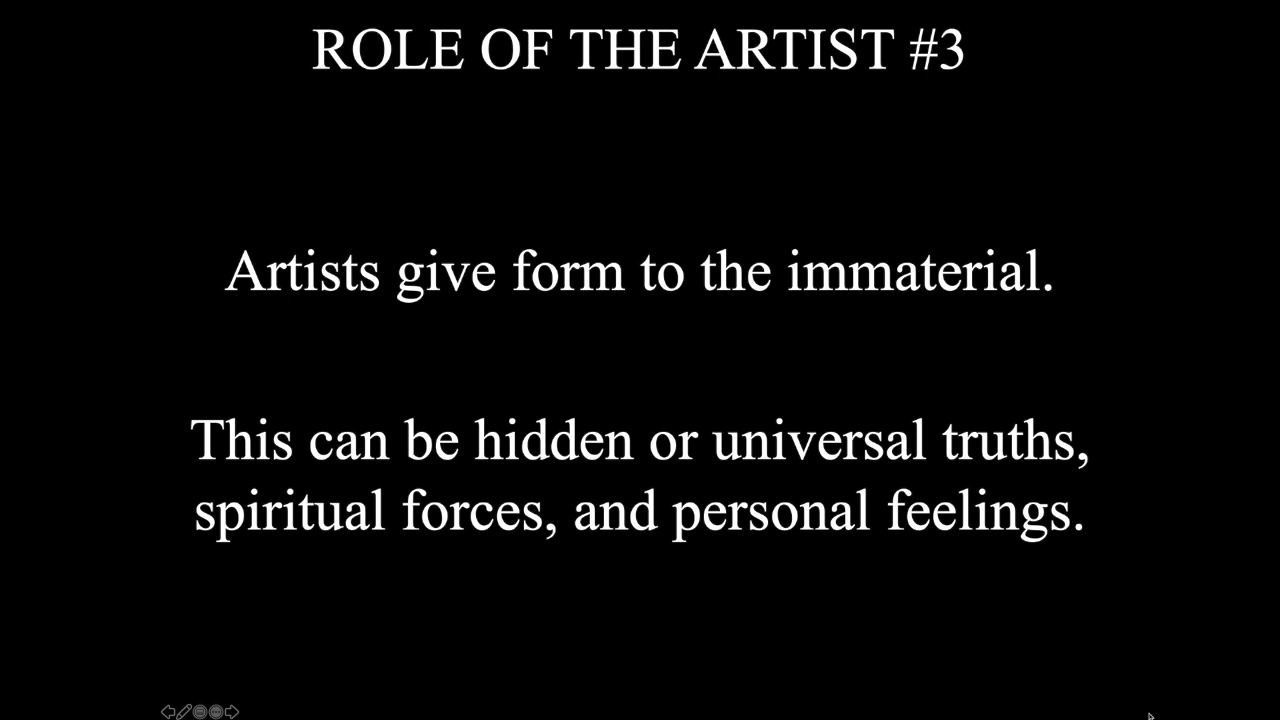 ROLE OF THE ARTIST #3
Artists give form to the immaterial.
This can be hidden or universal truths,
spiritual forces, and personal feelings.